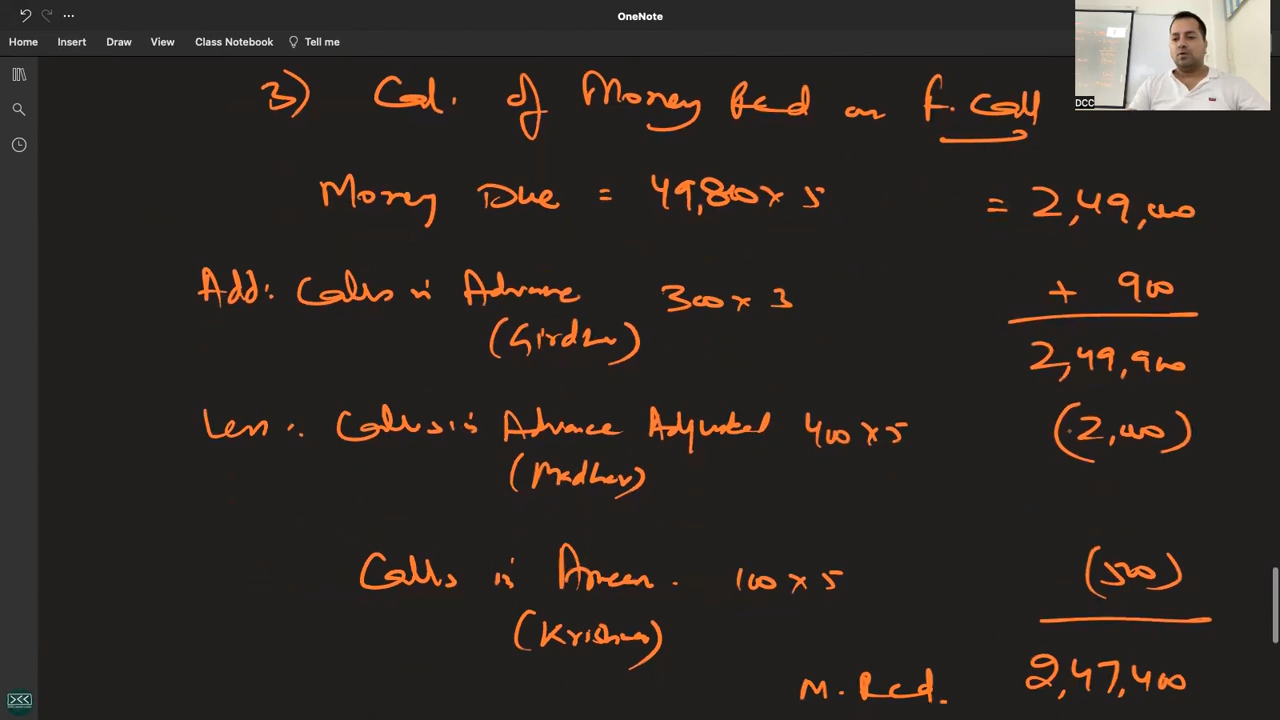 OneNote
Home Insert Draw View Class Notebook Tell me
DCC
3) Cal. of Money Recd on F. Call
Money Due = 49,800 x 5 = 2,49,000
Add: Calls in Advance 300 x 3 + 900
(Girdhar)
2,49,900
Less: Calls in Advance Adjusted 400 x 5 (2,000)
(Madhav)
Calls in Arrear. 100 x 5 (500)
(Krishna)
M. Recd. 2,47,400